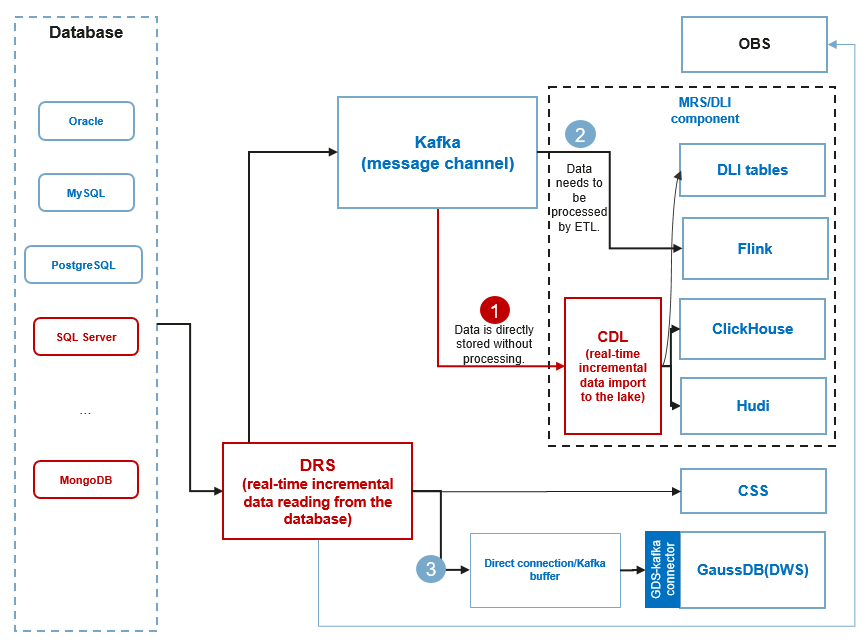 Database
Oracle
MySQL
PostgreSQL
SQL Server
...
MongoDB
Kafka
(message channel)
DRS
(real-time incremental
data reading from the
database)
1
Data is directly
stored without
processing.
2
Data
needs to
be
processed
by ETL.
OBS
MRS/DLI
component
DLI tables
Flink
CDL
(real-time
incremental
data import
to the lake)
ClickHouse
Hudi
CSS
3
Direct connection/Kafka
buffer
GDS-kafka
connector
GaussDB(DWS)